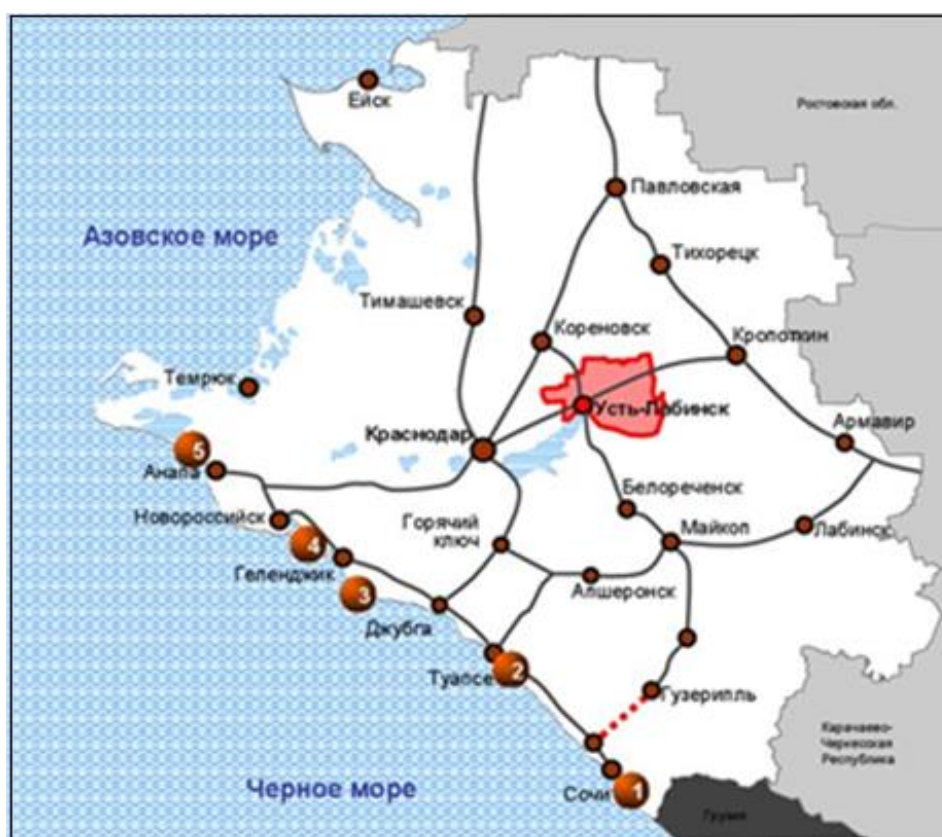 Ейск
Ростовская обл.
Павловская
Азовское море
Тихорецк
Тимашевск
Кореновск
Кропоткин
Темрюк
Усть-Лабинск
Армавир
Краснодар
5
Анапа
Белореченск
Новороссийск
Горячий
ключ
Майкоп
Лабинск
4
Геленджик
3
Апшеронск
Джубга
Туапсе
2
Гузерипль
Карачаево-
Черкесская
Республика
Черное море
Сочи
1
Грузия